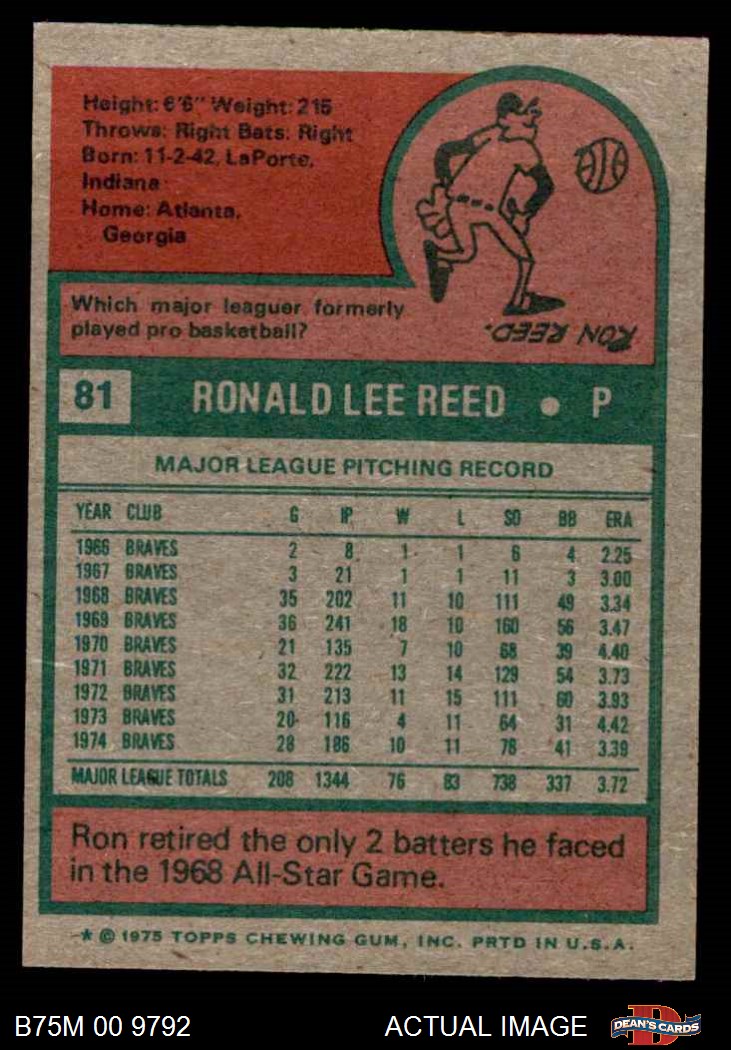 Height: 6'6" Weight: 215
Throws: Right Bats: Right
Born: 11-2-42, LaPorte,
Indiana
Home: Atlanta,
Georgia
Which major leaguer formerly
played pro basketball?
RON REED.
81 RONALD LEE REED • P
MAJOR LEAGUE PITCHING RECORD
YEAR CLUB G IP W L SO BB ERA
1966 BRAVES 2 8 1 1 6 4 2.25
1967 BRAVES 3 21 1 1 11 3 3.00
1968 BRAVES 35 202 11 10 111 49 3.34
1969 BRAVES 36 241 18 10 160 56 3.47
1970 BRAVES 21 135 7 10 68 39 4.40
1971 BRAVES 32 222 13 14 129 54 3.73
1972 BRAVES 31 213 11 15 111 60 3.93
1973 BRAVES 20 116 4 11 64 31 4.42
1974 BRAVES 28 186 10 11 78 41 3.39
MAJOR LEAGUE TOTALS 208 1344 76 83 738 337 3.72
Ron retired the only 2 batters he faced
in the 1968 All-Star Game.
* © 1975 TOPPS CHEWING GUM, INC. PRTD IN U.S.A.
B75M 00 9792 ACTUAL IMAGE D DEAN'S CARDS